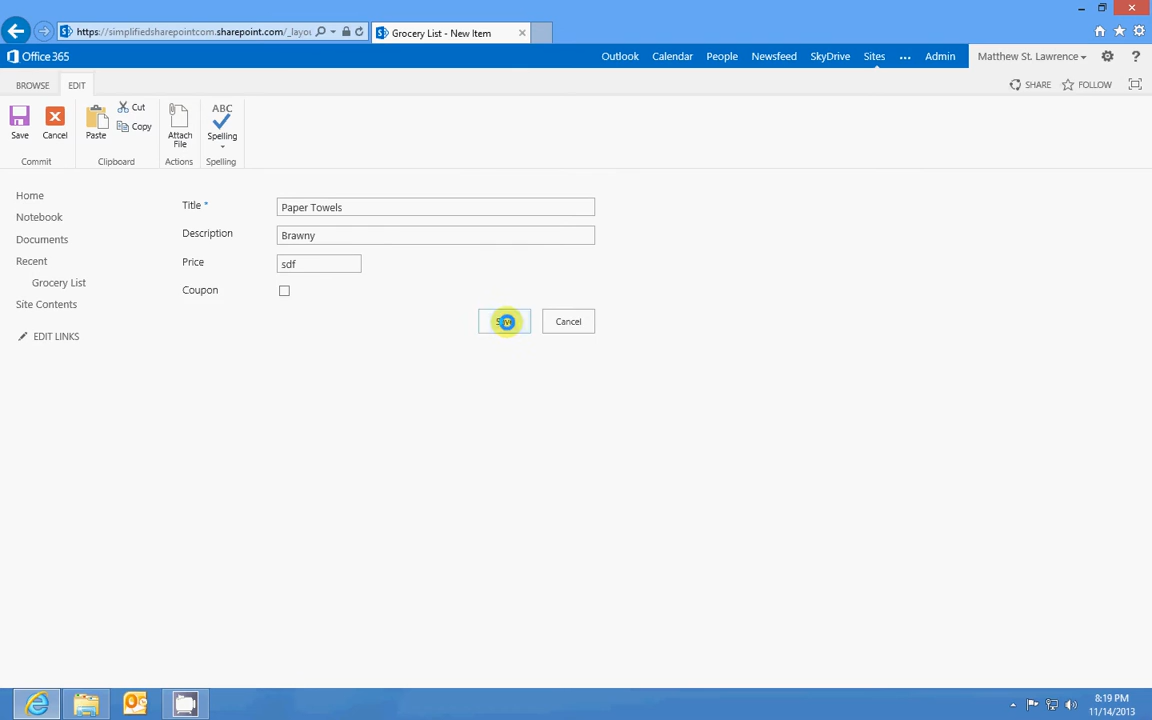 https://simplifiedsharepointcom.sharepoint.com/_layou
Grocery List - New Item
Office 365
Outlook Calendar People Newsfeed SkyDrive Sites ... Admin Matthew St. Lawrence ?
BROWSE EDIT SHARE FOLLOW
Save Cancel Paste Cut Copy Attach File ABC Spelling
Commit Clipboard Actions Spelling
Home
Notebook
Documents
Recent
Grocery List
Site Contents
EDIT LINKS
Title * Paper Towels
Description Brawny
Price sdf
Coupon
Cancel
8:19 PM
11/14/2013